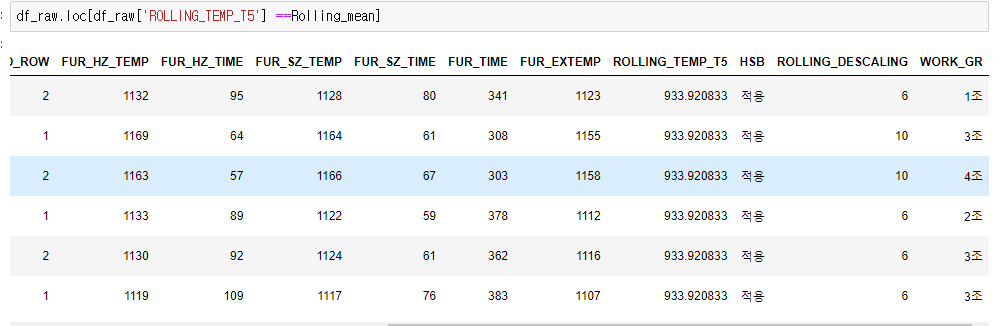 df_raw.loc[df_raw['ROLLING_TEMP_T5'] ==Rolling_mean]
_ROW FUR_HZ_TEMP FUR_HZ_TIME FUR_SZ_TEMP FUR_SZ_TIME FUR_TIME FUR_EXTEMP ROLLING_TEMP_T5 HSB ROLLING_DESCALING WORK_GR
2 1132 95 1128 80 341 1123 933.920833 적용 6 1조
1 1169 64 1164 61 308 1155 933.920833 적용 10 3조
2 1163 57 1166 67 303 1158 933.920833 적용 10 4조
1 1133 89 1122 59 378 1112 933.920833 적용 6 2조
2 1130 92 1124 61 362 1116 933.920833 적용 6 3조
1 1119 109 1117 76 383 1107 933.920833 적용 6 3조